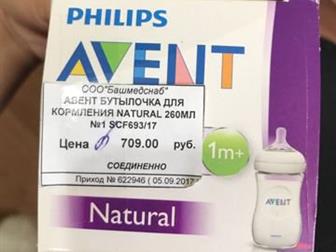 PHILIPS
AVENT
ООО"Башмедснаб"
АВЕНТ БУТЫЛОЧКА ДЛЯ
КОРМЛЕНИЯ NATURAL 260МЛ
№1 SCF693/17
Цена 709.00 руб.
СОЕДИНЕННО
Приход № 622946 ( 05.09.2017
1m+
Natural